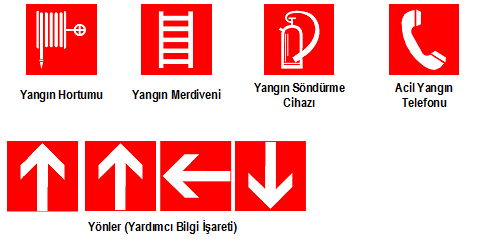 Yangın Hortumu
Yangın Merdiveni
Yangın Söndürme
Cihazı
Acil Yangın
Telefonu
Yönler (Yardımcı Bilgi İşareti)